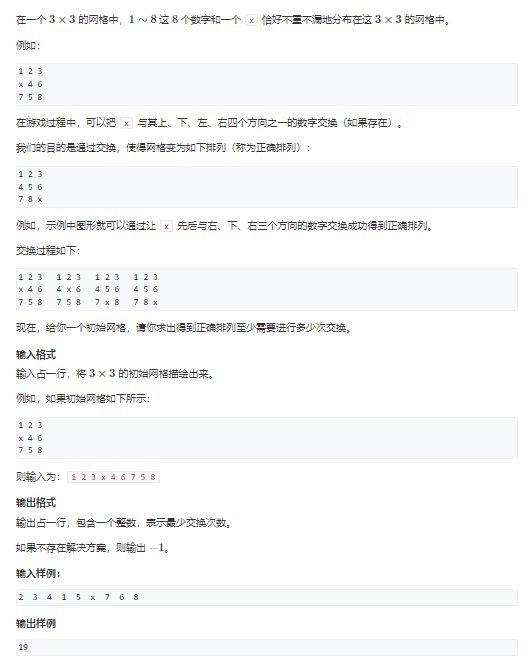 在一个 3 × 3 的网格中，1 ∼ 8 这 8 个数字和一个 x 恰好不重不漏地分布在这 3 × 3 的网格中。
例如：
1 2 3
x 4 6
7 5 8
在游戏过程中，可以把 x 与其上、下、左、右四个方向之一的数字交换（如果存在）。
我们的目的是通过交换，使得网格变为如下排列（称为正确排列）：
1 2 3
4 5 6
7 8 x
例如，示例中图形就可以通过让 x 先后与右、下、右三个方向的数字交换成功得到正确排列。
交换过程如下：
1 2 3   1 2 3   1 2 3   1 2 3
x 4 6   4 x 6   4 5 6   4 5 6
7 5 8   7 5 8   7 x 8   7 8 x
现在，给你一个初始网格，请你求出得到正确排列至少需要进行多少次交换。
输入格式
输入占一行，将 3 × 3 的初始网格描绘出来。
例如，如果初始网格如下所示：
1 2 3
x 4 6
7 5 8
则输入为： 1 2 3 x 4 6 7 5 8
输出格式
输出占一行，包含一个整数，表示最少交换次数。
如果不存在解决方案，则输出 −1。
输入样例：
2 3 4 1 5 x 7 6 8
输出样例
19